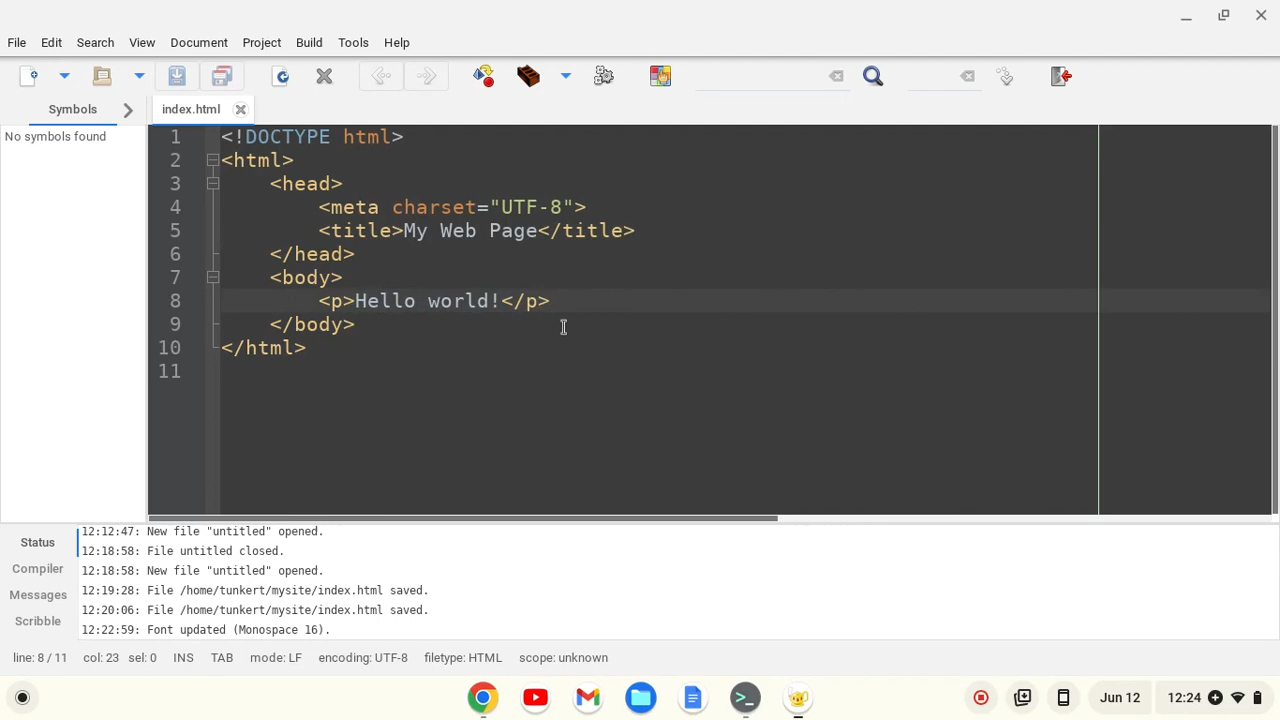 File Edit Search View Document Project Build Tools Help
Symbols
index.html
No symbols found
1 <!DOCTYPE html>
2 <html>
3 <head>
4 <meta charset="UTF-8">
5 <title>My Web Page</title>
6 </head>
7 <body>
8 <p>Hello world!</p>
9 </body>
10 </html>
11
Status
Compiler
Messages
Scribble
12:12:47: New file "untitled" opened.
12:18:58: File untitled closed.
12:18:58: New file "untitled" opened.
12:19:28: File /home/tunkert/mysite/index.html saved.
12:20:06: File /home/tunkert/mysite/index.html saved.
12:22:59: Font updated (Monospace 16).
line: 8 / 11 col: 23 sel: 0 INS TAB mode: LF encoding: UTF-8 filetype: HTML scope: unknown
Jun 12 12:24